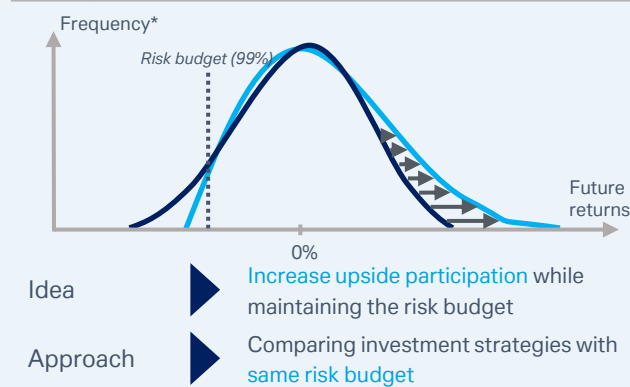 Frequency*
Risk budget (99%)
Future
returns
0%
Idea
Increase upside participation while
maintaining the risk budget
Approach
Comparing investment strategies with
same risk budget